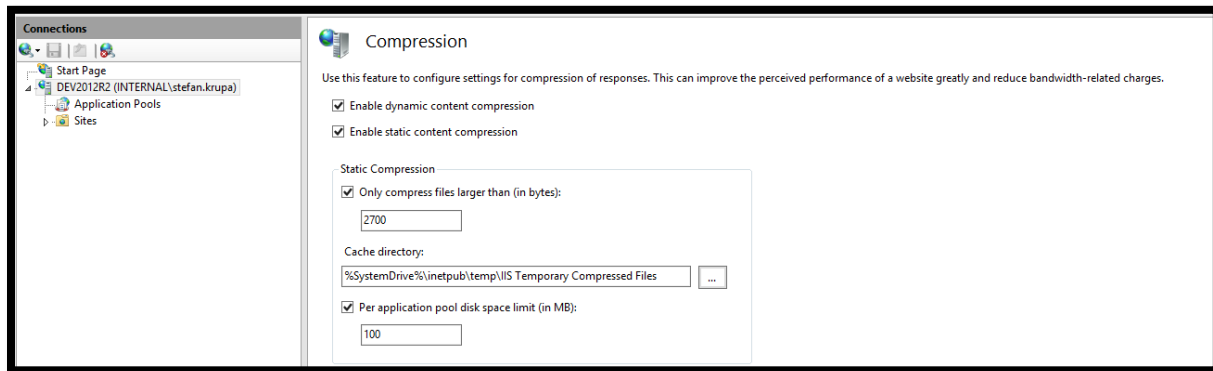 Connections
Start Page
DEV2012R2 (INTERNAL\stefan.krupa)
Application Pools
Sites
Compression
Use this feature to configure settings for compression of responses. This can improve the perceived performance of a website greatly and reduce bandwidth-related charges.
Enable dynamic content compression
Enable static content compression
Static Compression
Only compress files larger than (in bytes):
2700
Cache directory:
%SystemDrive%\inetpub\temp\IIS Temporary Compressed Files
...
Per application pool disk space limit (in MB):
100